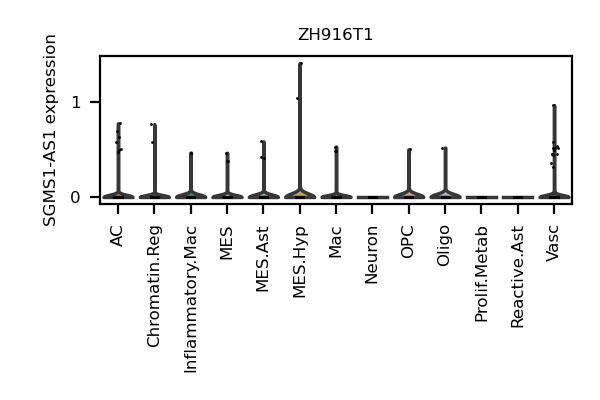 ZH916T1
SGMS1-AS1 expression
1
0
AC
Chromatin.Reg
Inflammatory.Mac
MES
MES.Ast
MES.Hyp
Mac
Neuron
OPC
Oligo
Prolif.Metab
Reactive.Ast
Vasc